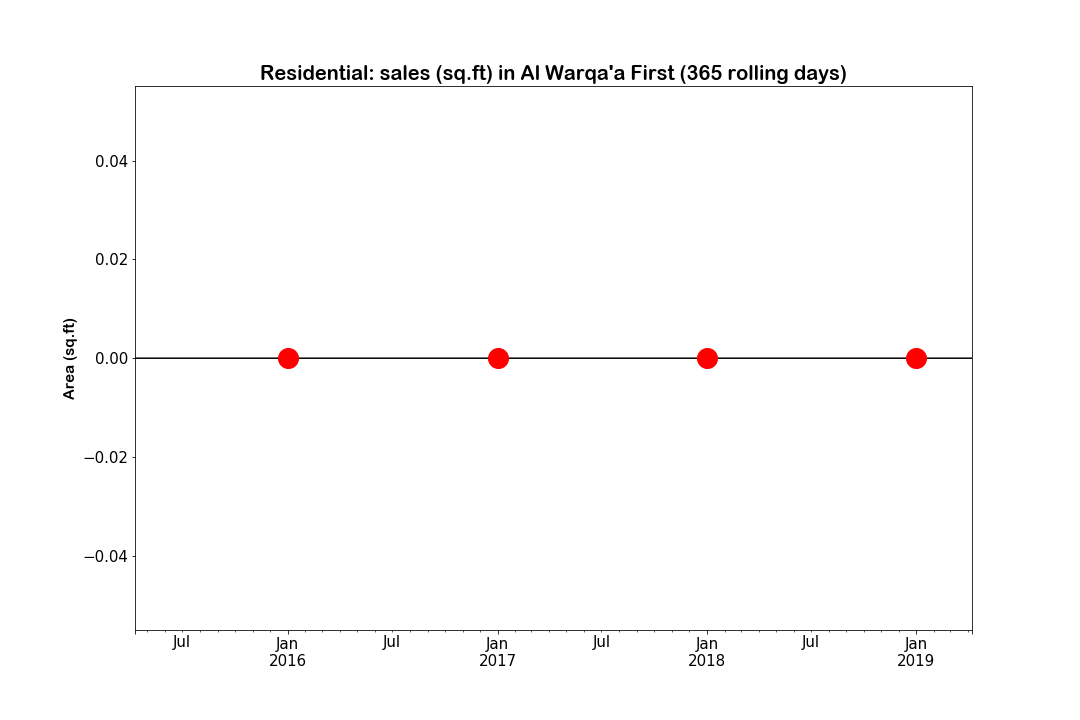 Residential: sales (sq.ft) in Al Warqa'a First (365 rolling days)
Area (sq.ft)
0.04
0.02
0.00
−0.02
−0.04
Jul Jan Jul Jan Jul Jan Jul Jan
2016 2017 2018 2019